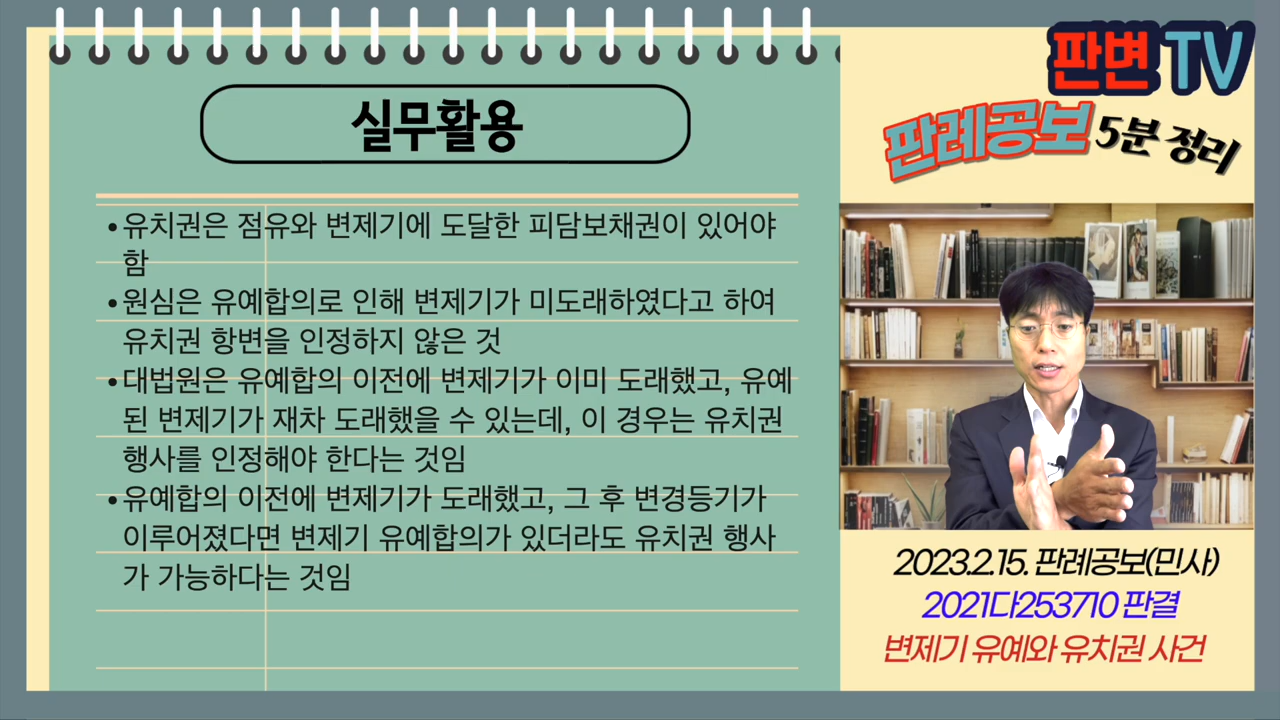 실무활용
•유치권은 점유와 변제기에 도달한 피담보채권이 있어야
함
•원심은 유예합의로 인해 변제기가 미도래하였다고 하여
유치권 항변을 인정하지 않은 것
•대법원은 유예합의 이전에 변제기가 이미 도래했고, 유예
된 변제기가 재차 도래했을 수 있는데, 이 경우는 유치권
행사를 인정해야 한다는 것임
•유예합의 이전에 변제기가 도래했고, 그 후 변경등기가
이루어졌다면 변제기 유예합의가 있더라도 유치권 행사
가 가능하다는 것임
판변 TV
판례공보 5분 정리
2023.2.15. 판례공보(민사)
2021다253710 판결
변제기 유예와 유치권 사건